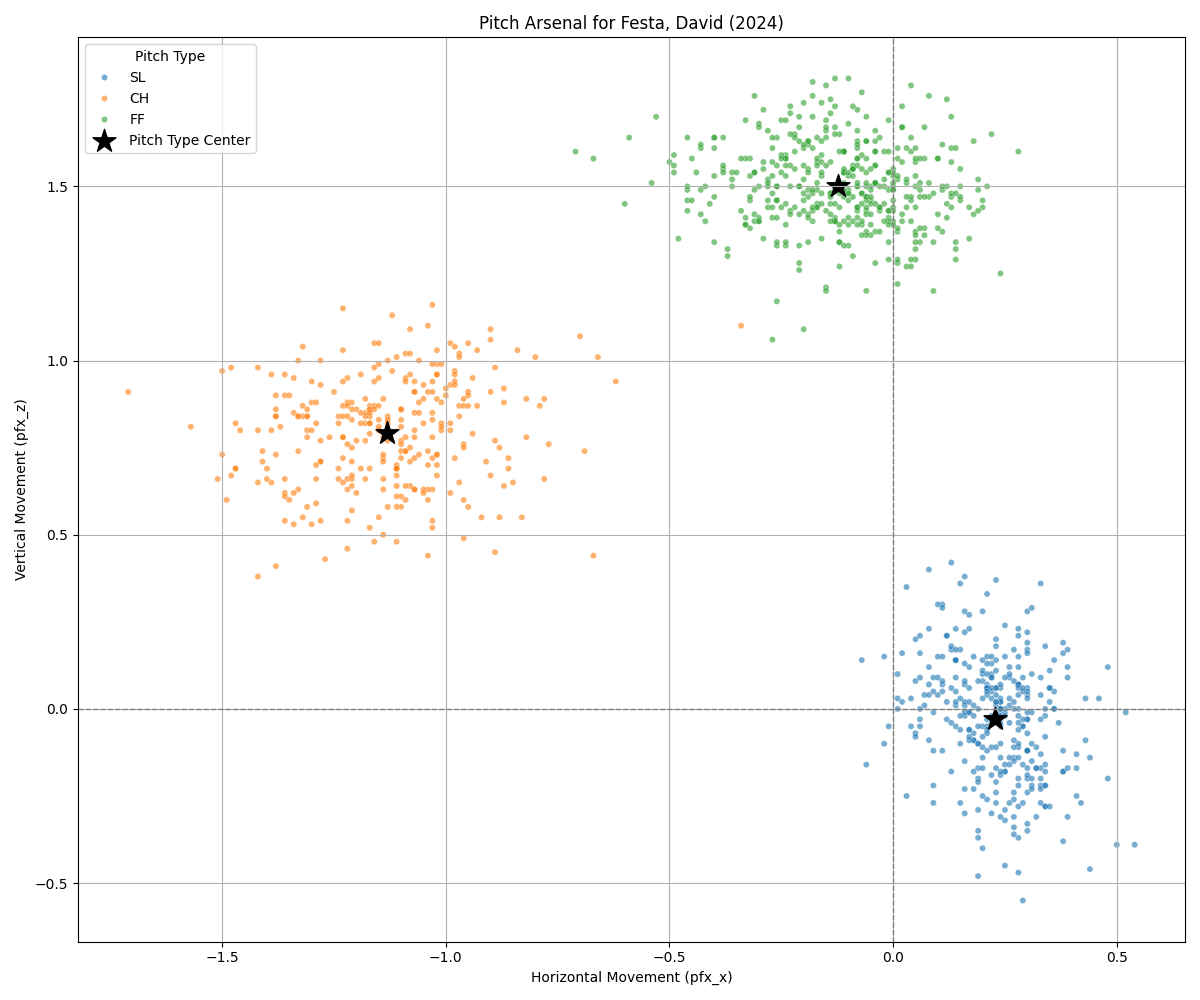 Pitch Arsenal for Festa, David (2024)
Pitch Type
SL
CH
FF
Pitch Type Center
Vertical Movement (pfx_z)
1.5
1.0
0.5
0.0
−0.5
−1.5
−1.0
−0.5
0.0
0.5
Horizontal Movement (pfx_x)